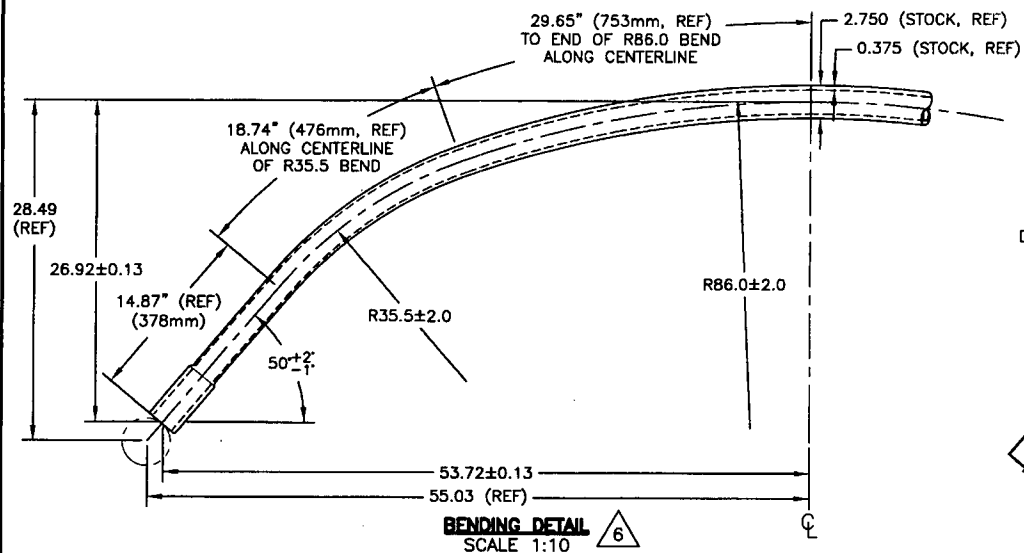 29.65" (753mm, REF)
TO END OF R86.0 BEND
ALONG CENTERLINE
2.750 (STOCK, REF)
0.375 (STOCK, REF)
18.74" (476mm, REF)
ALONG CENTERLINE
OF R35.5 BEND
28.49
(REF)
26.92±0.13
14.87" (REF)
(378mm)
R35.5±2.0
R86.0±2.0
50°+2°
-1°
53.72±0.13
55.03 (REF)
BENDING DETAIL 6
SCALE 1:10
℄